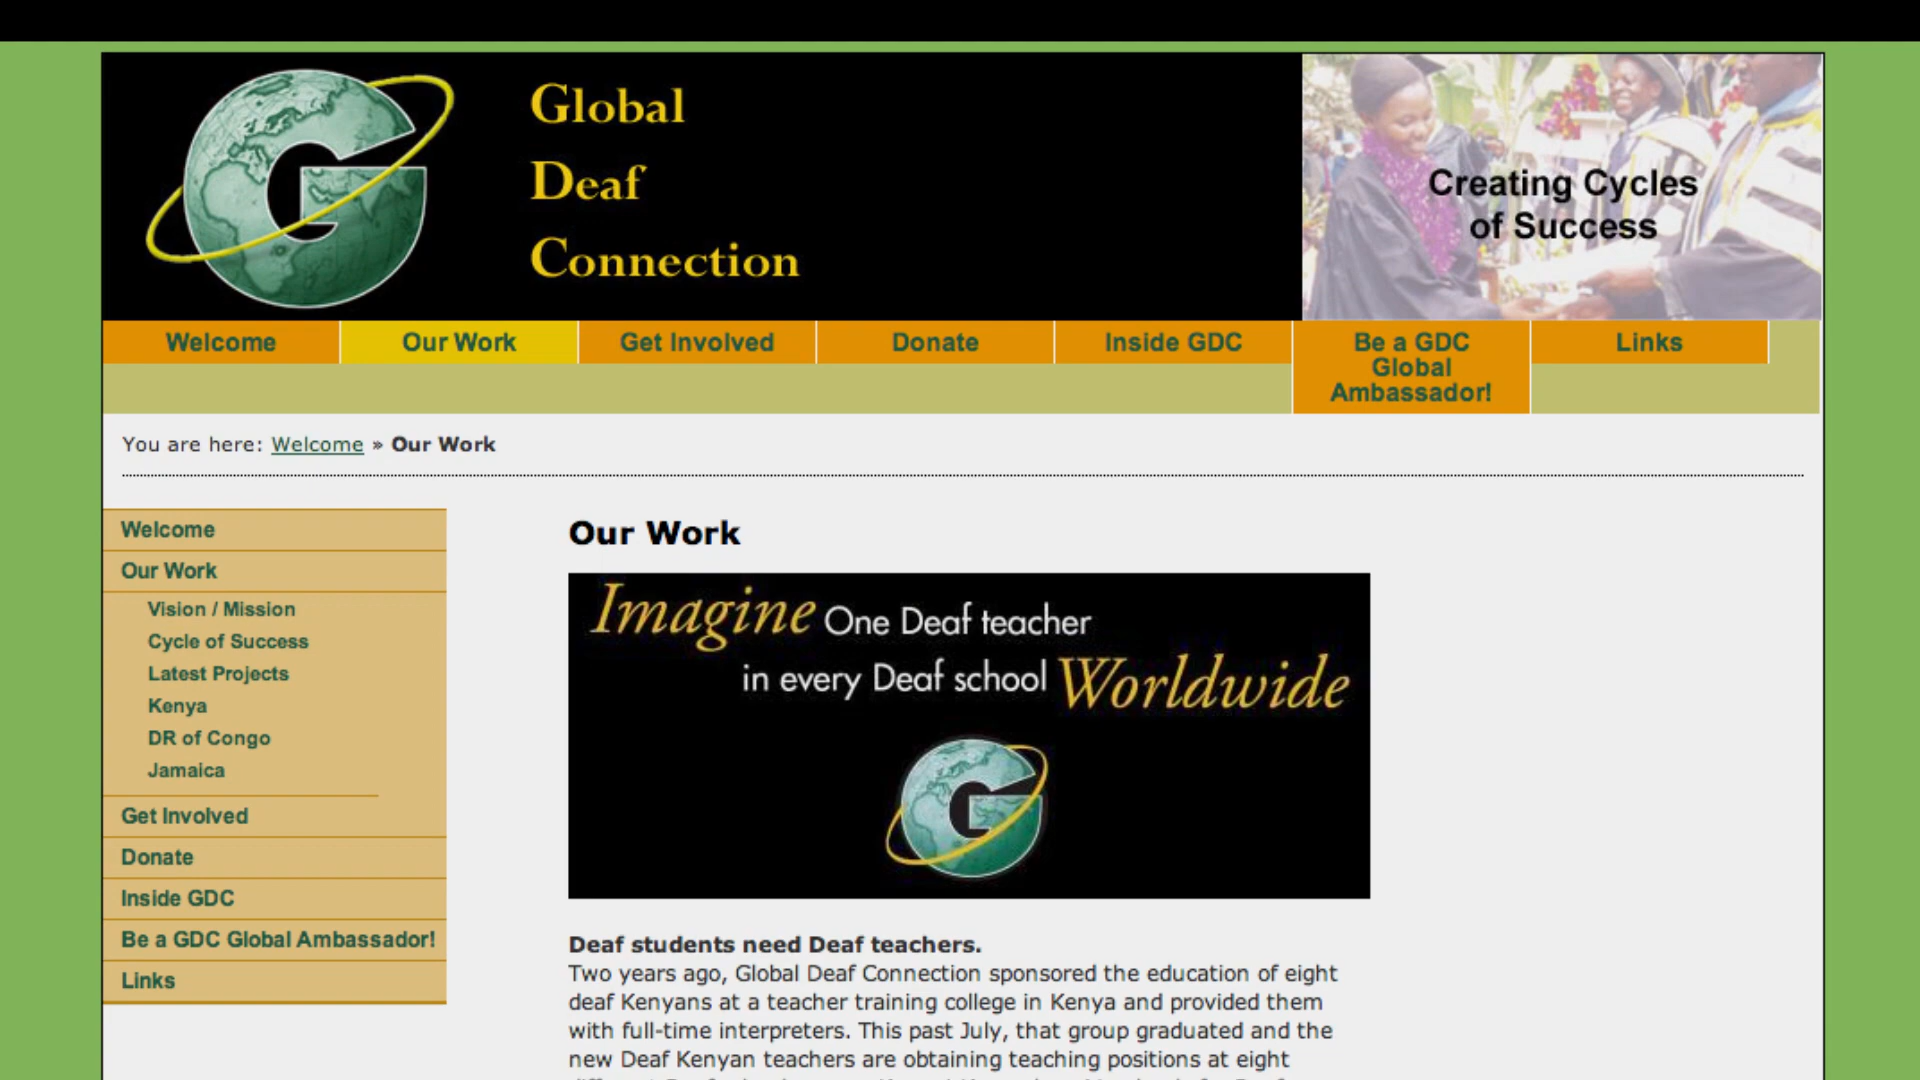 Global
Deaf
Connection
Creating Cycles
of Success
Welcome
Our Work
Get Involved
Donate
Inside GDC
Be a GDC
Global
Ambassador!
Links
You are here: Welcome » Our Work
Welcome
Our Work
Vision / Mission
Cycle of Success
Latest Projects
Kenya
DR of Congo
Jamaica
Get Involved
Donate
Inside GDC
Be a GDC Global Ambassador!
Links
Our Work
Imagine One Deaf teacher
in every Deaf school Worldwide
Deaf students need Deaf teachers.
Two years ago, Global Deaf Connection sponsored the education of eight
deaf Kenyans at a teacher training college in Kenya and provided them
with full-time interpreters. This past July, that group graduated and the
new Deaf Kenyan teachers are obtaining teaching positions at eight